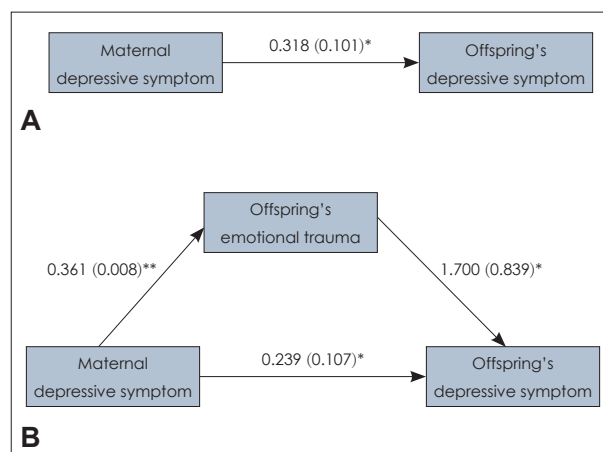 Maternal
depressive symptom
0.318 (0.101)*
Offspring’s
depressive symptom
A
Offspring’s
emotional trauma
0.361 (0.008)**
1.700 (0.839)*
Maternal
depressive symptom
0.239 (0.107)*
Offspring’s
depressive symptom
B